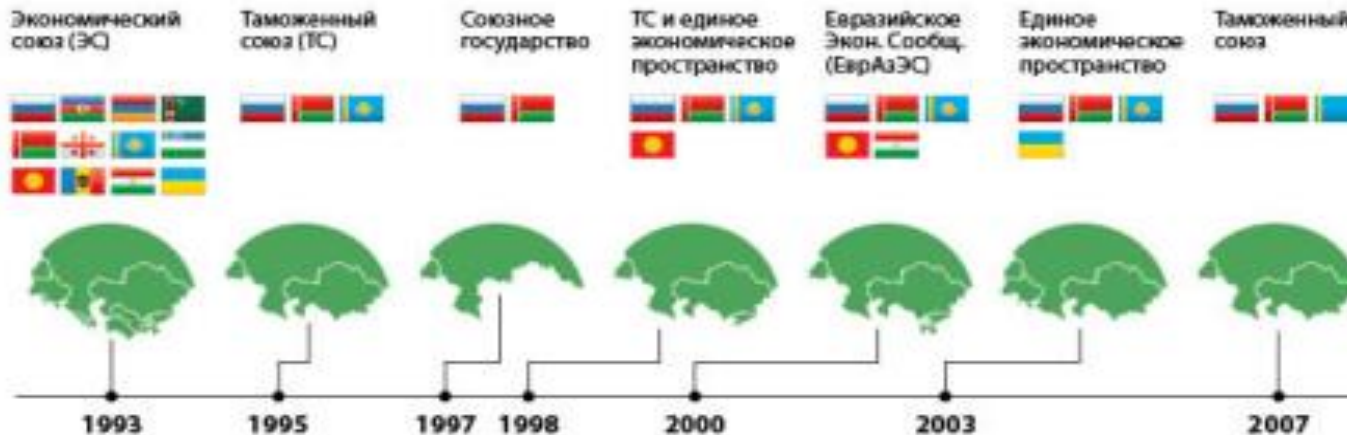 Экономический
союз (ЭС)
Таможенный
союз (ТС)
Союзное
государство
ТС и единое
экономическое
пространство
Евразийское
Экон. Сообщ.
(ЕврАзЭС)
Единое
экономическое
пространство
Таможенный
союз
1993
1995
1997
1998
2000
2003
2007